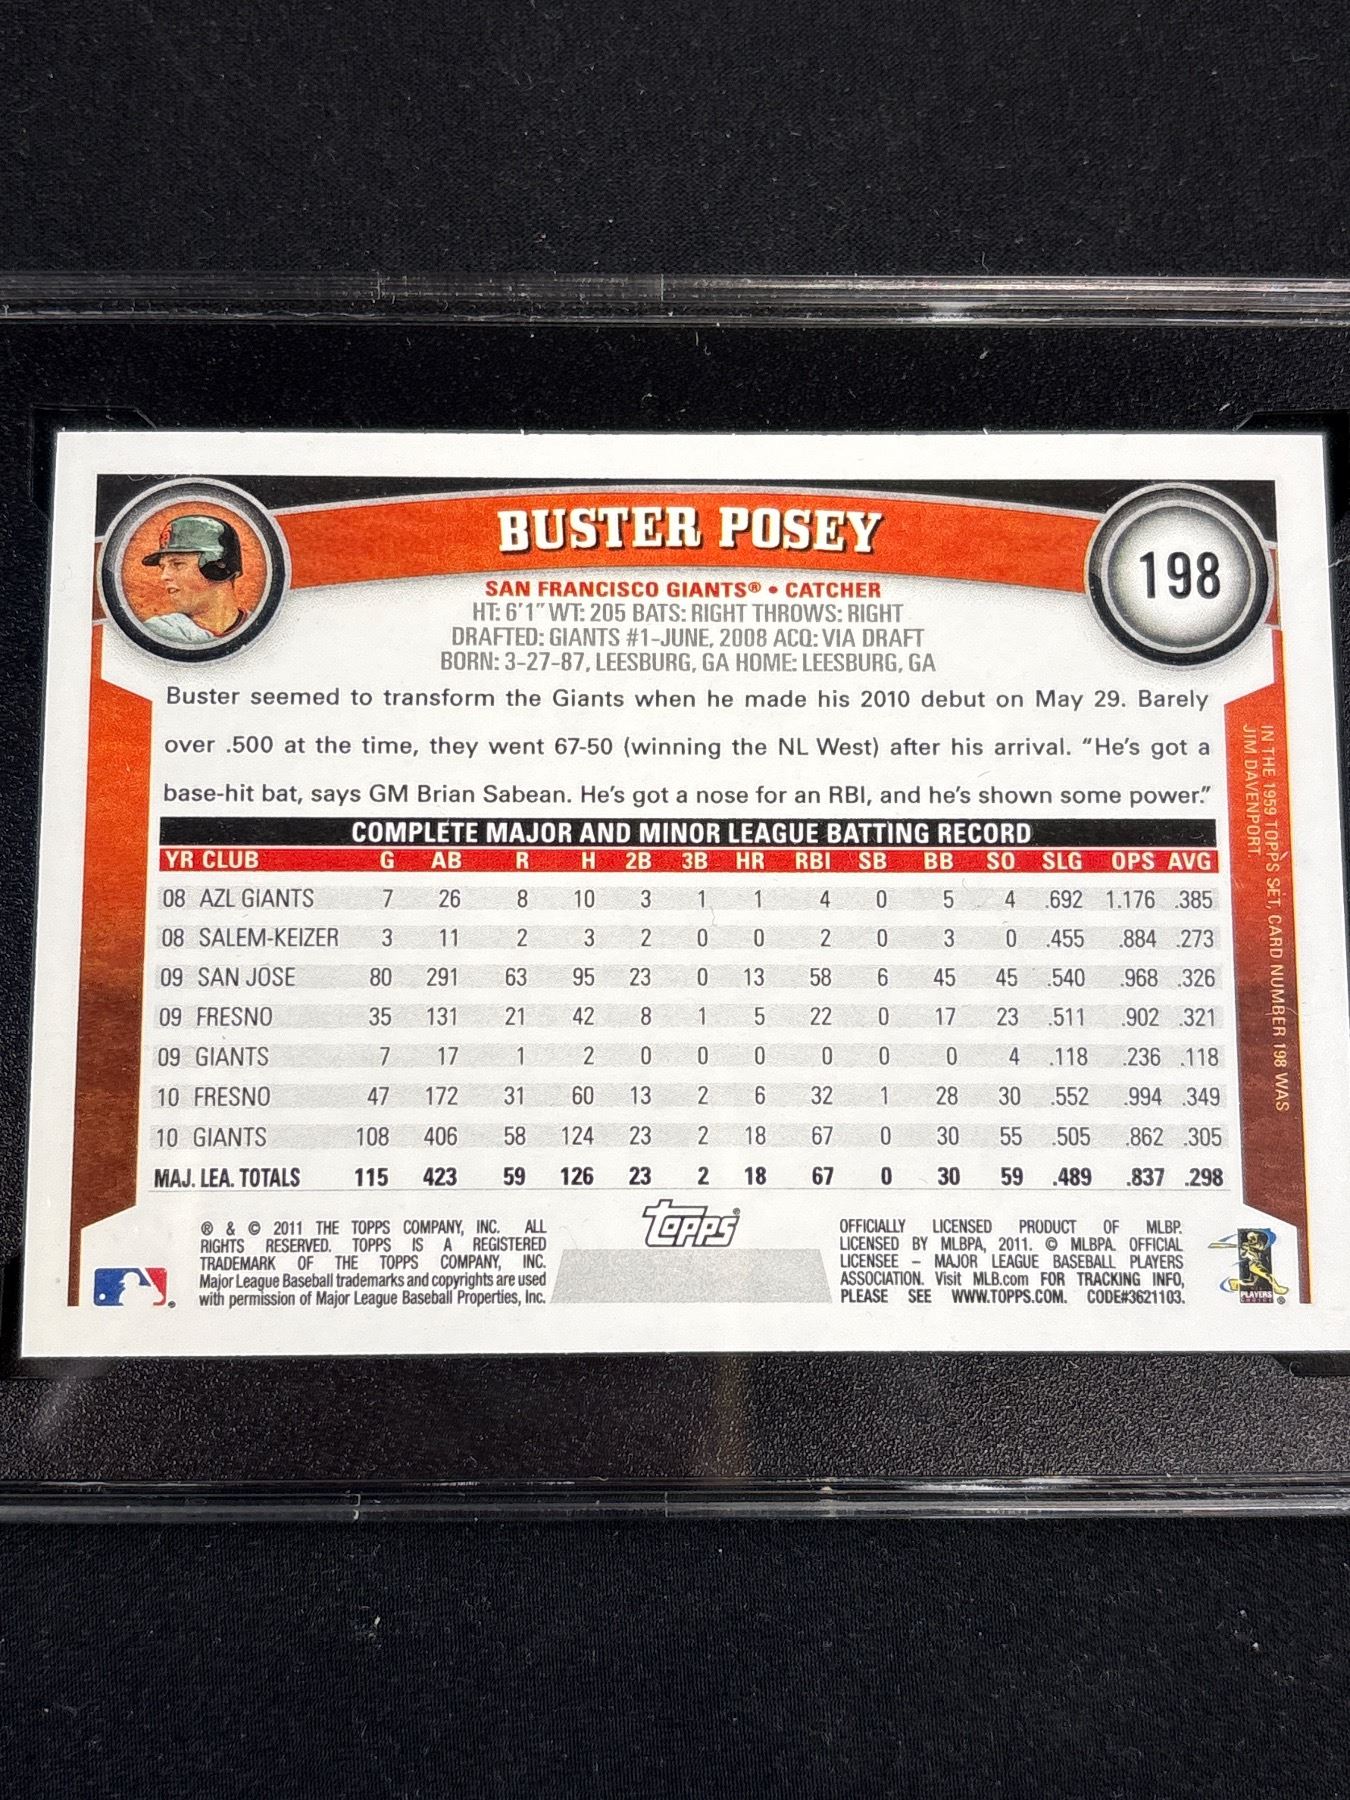 BUSTER POSEY
198
SAN FRANCISCO GIANTS® • CATCHER
HT: 6'1" WT: 205 BATS: RIGHT THROWS: RIGHT
DRAFTED: GIANTS #1-JUNE, 2008 ACQ: VIA DRAFT
BORN: 3-27-87, LEESBURG, GA HOME: LEESBURG, GA
Buster seemed to transform the Giants when he made his 2010 debut on May 29. Barely
over .500 at the time, they went 67-50 (winning the NL West) after his arrival. “He's got a
base-hit bat, says GM Brian Sabean. He's got a nose for an RBI, and he's shown some power.”
COMPLETE MAJOR AND MINOR LEAGUE BATTING RECORD
YR CLUB G AB R H 2B 3B HR RBI SB BB SO SLG OPS AVG
08 AZL GIANTS 7 26 8 10 3 1 1 4 0 5 4 .692 1.176 .385
08 SALEM-KEIZER 3 11 2 3 2 0 0 2 0 3 0 .455 .884 .273
09 SAN JOSE 80 291 63 95 23 0 13 58 6 45 45 .540 .968 .326
09 FRESNO 35 131 21 42 8 1 5 22 0 17 23 .511 .902 .321
09 GIANTS 7 17 1 2 0 0 0 0 0 0 4 .118 .236 .118
10 FRESNO 47 172 31 60 13 2 6 32 1 28 30 .552 .994 .349
10 GIANTS 108 406 58 124 23 2 18 67 0 30 55 .505 .862 .305
MAJ. LEA. TOTALS 115 423 59 126 23 2 18 67 0 30 59 .489 .837 .298
IN THE 1959 TOPPS SET, CARD NUMBER 198 WAS
JIM DAVENPORT.
® & © 2011 THE TOPPS COMPANY, INC. ALL
RIGHTS RESERVED. TOPPS IS A REGISTERED
TRADEMARK OF THE TOPPS COMPANY, INC.
Major League Baseball trademarks and copyrights are used
with permission of Major League Baseball Properties, Inc.
Topps®
OFFICIALLY LICENSED PRODUCT OF MLBP.
LICENSED BY MLBPA, 2011. © MLBPA. OFFICIAL
LICENSEE – MAJOR LEAGUE BASEBALL PLAYERS
ASSOCIATION. Visit MLB.com FOR TRACKING INFO,
PLEASE SEE WWW.TOPPS.COM. CODE#3621103.
PLAYERS
CHOICE ®